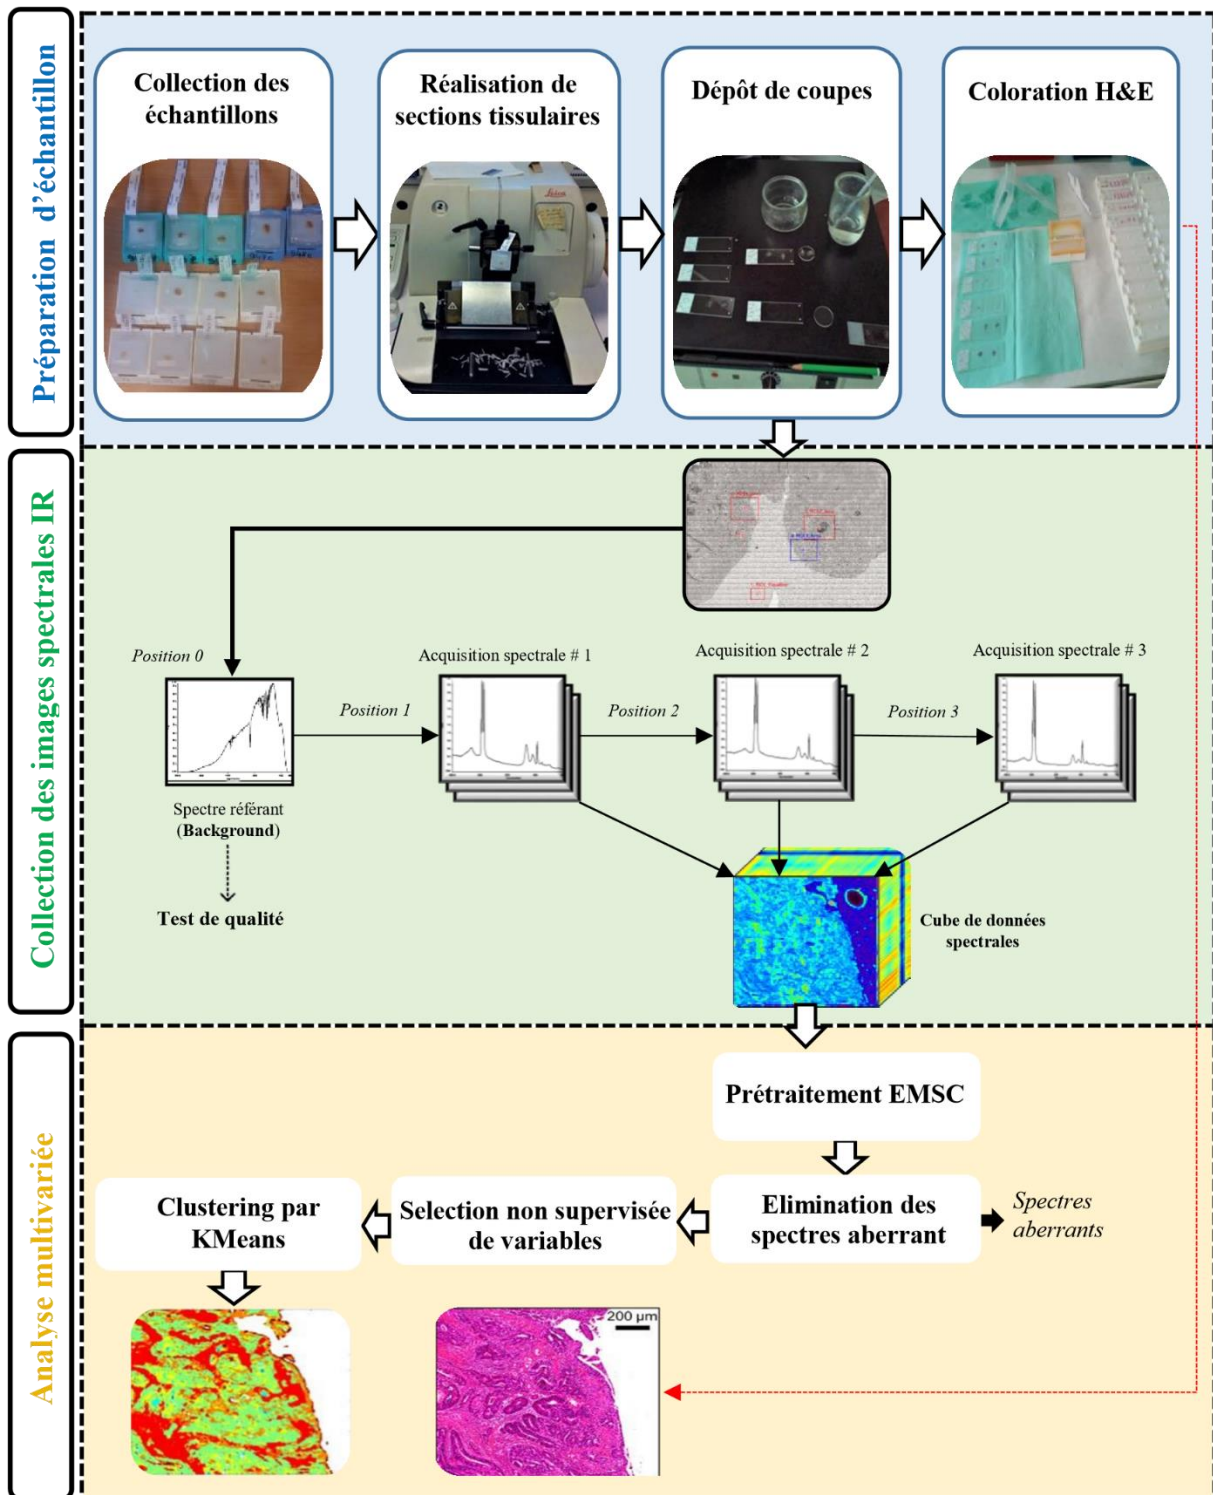 Préparation d'échantillon
Collection des
échantillons
Réalisation de
sections tissulaires
Dépôt de coupes
Coloration H&E
Leica
Collection des images spectrales IR
Position 0
Spectre référant
(Background)
Test de qualité
Position 1
Acquisition spectrale # 1
Position 2
Acquisition spectrale # 2
Position 3
Acquisition spectrale # 3
Cube de données
spectrales
Analyse multivariée
Prétraitement EMSC
Elimination des
spectres aberrant
Spectres
aberrants
Selection non supervisée
de variables
Clustering par
KMeans
200 µm